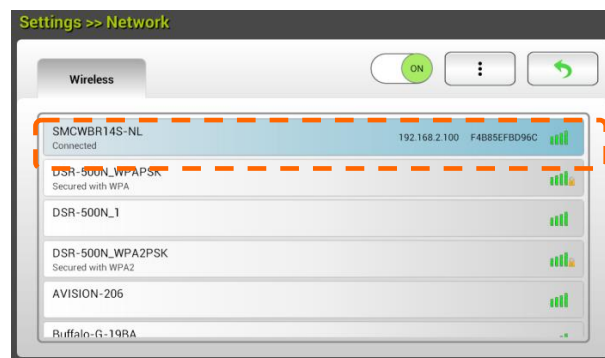 Settings >> Network
Wireless
ON
SMCWBR14S-NL
Connected
192.168.2.100 F4B85EFBD96C
DSR-500N_WPAPSK
Secured with WPA
DSR-500N_1
DSR-500N_WPA2PSK
Secured with WPA2
AVISION-206
Buffalo-G-19BA